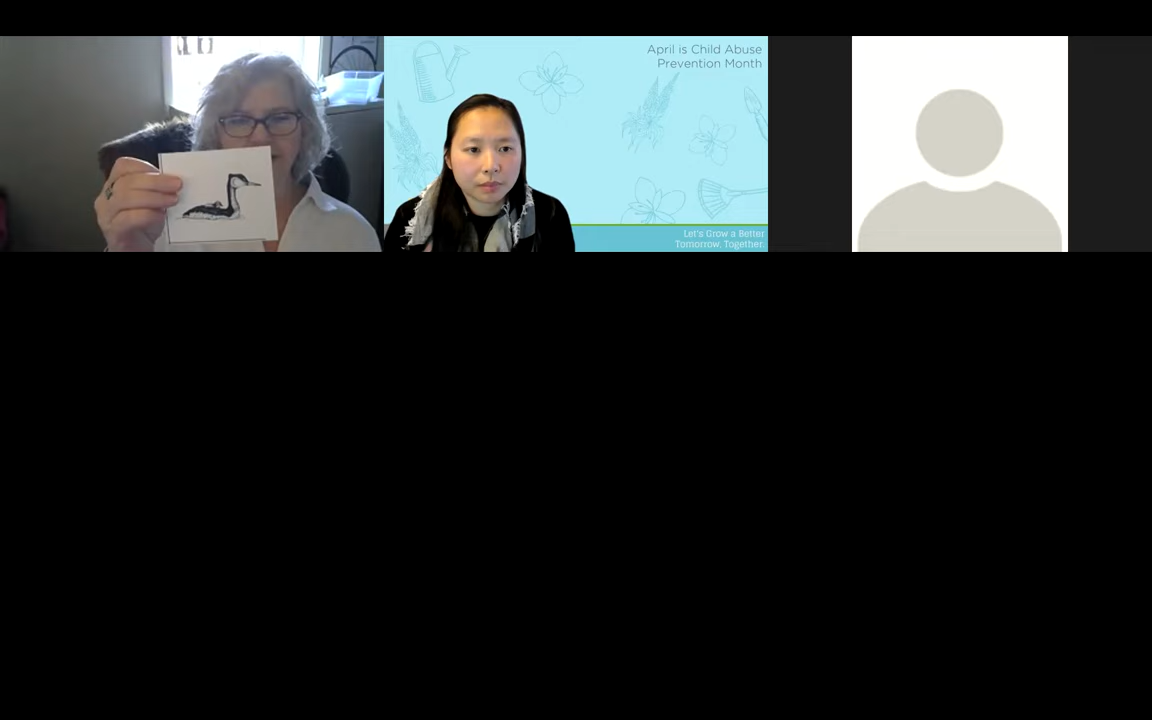 April is Child Abuse
Prevention Month
Let's Grow a Better
Tomorrow. Together.